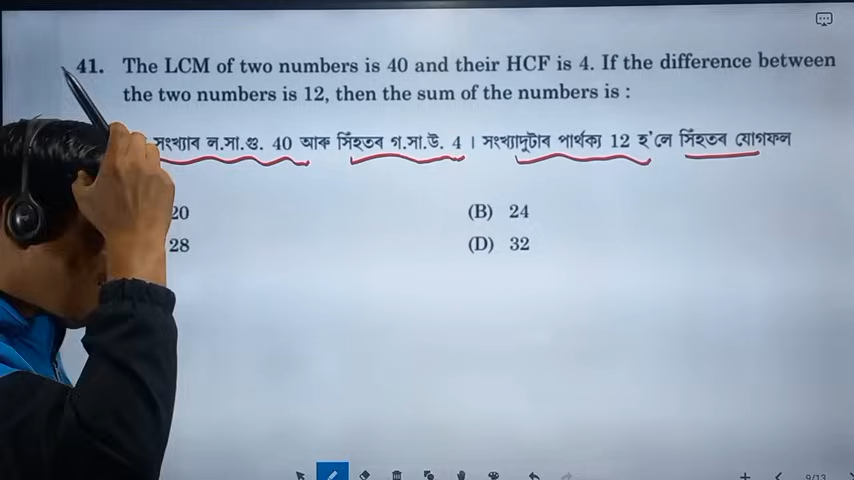 41. The LCM of two numbers is 40 and their HCF is 4. If the difference between
the two numbers is 12, then the sum of the numbers is :
সংখ্যাৰ ল.সা.গু. 40 আৰু সিঁহতৰ গ.সা.উ. 4 । সংখ্যাদুটাৰ পাৰ্থক্য 12 হ'লে সিঁহতৰ যোগফল
20 (B) 24
28 (D) 32
9/13